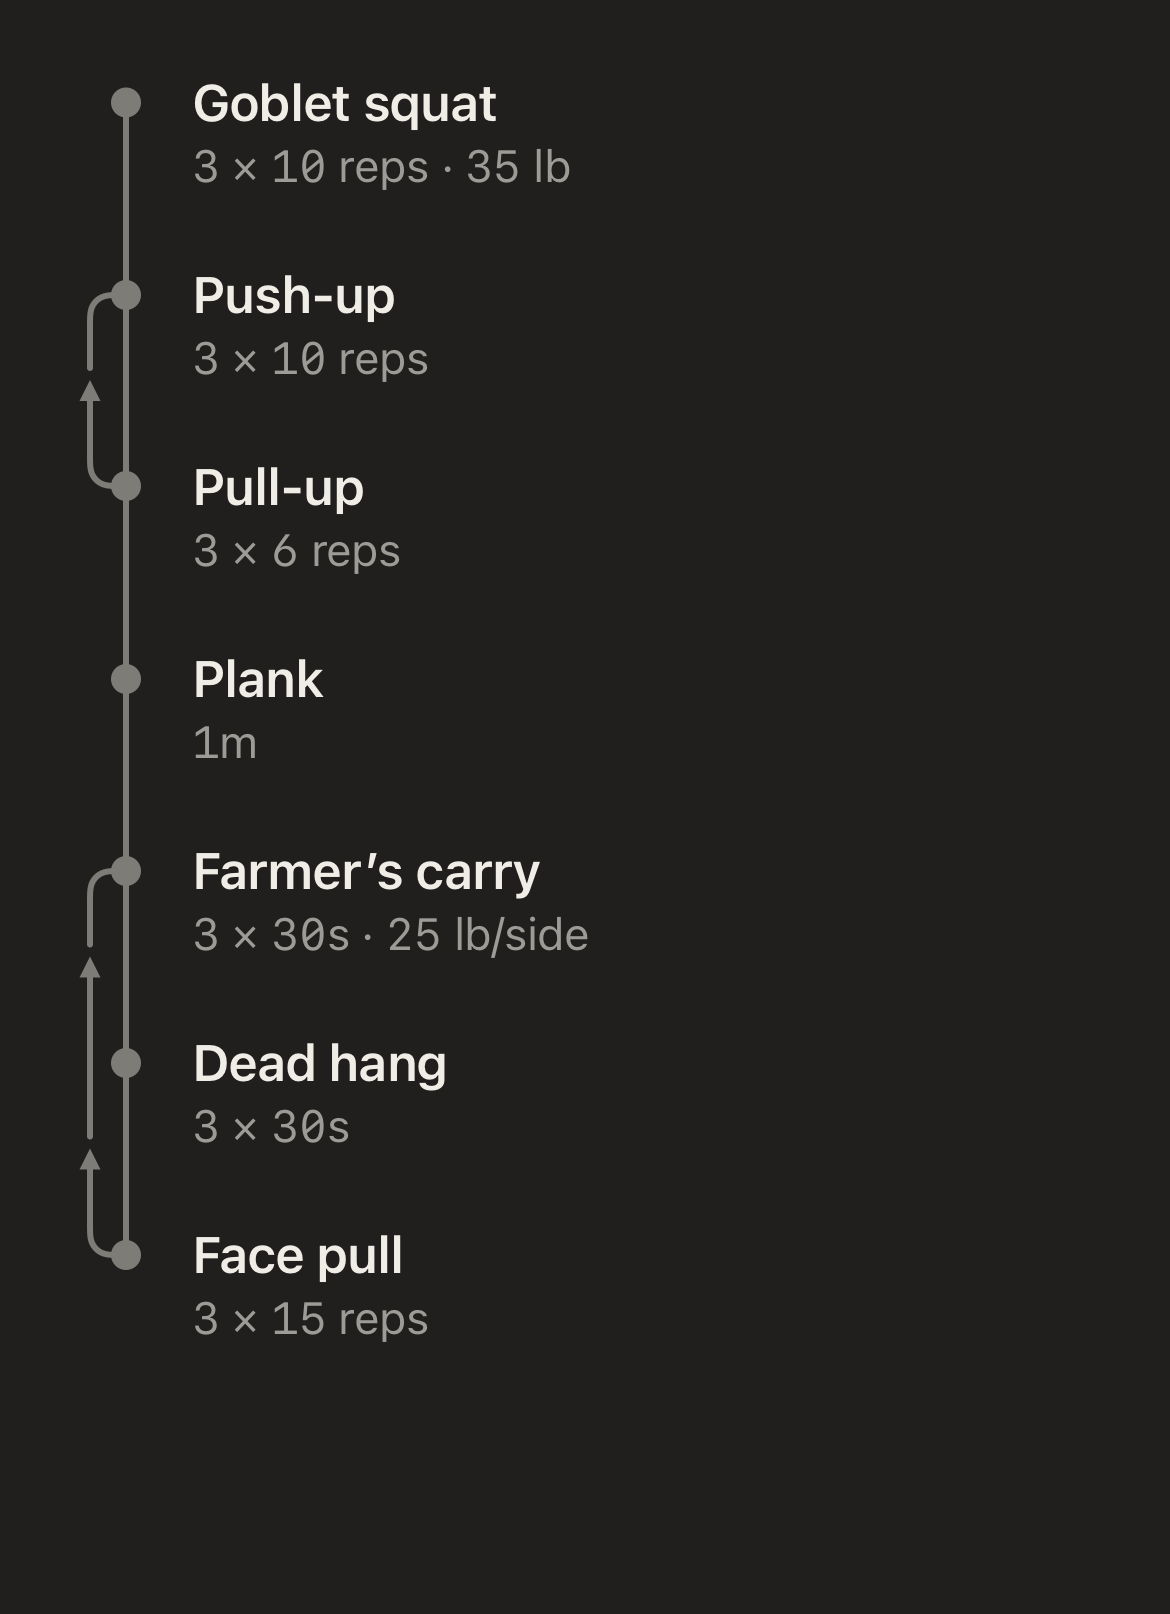 Goblet squat
3 × 10 reps · 35 lb
Push-up
3 × 10 reps
Pull-up
3 × 6 reps
Plank
1m
Farmer’s carry
3 × 30s · 25 lb/side
Dead hang
3 × 30s
Face pull
3 × 15 reps